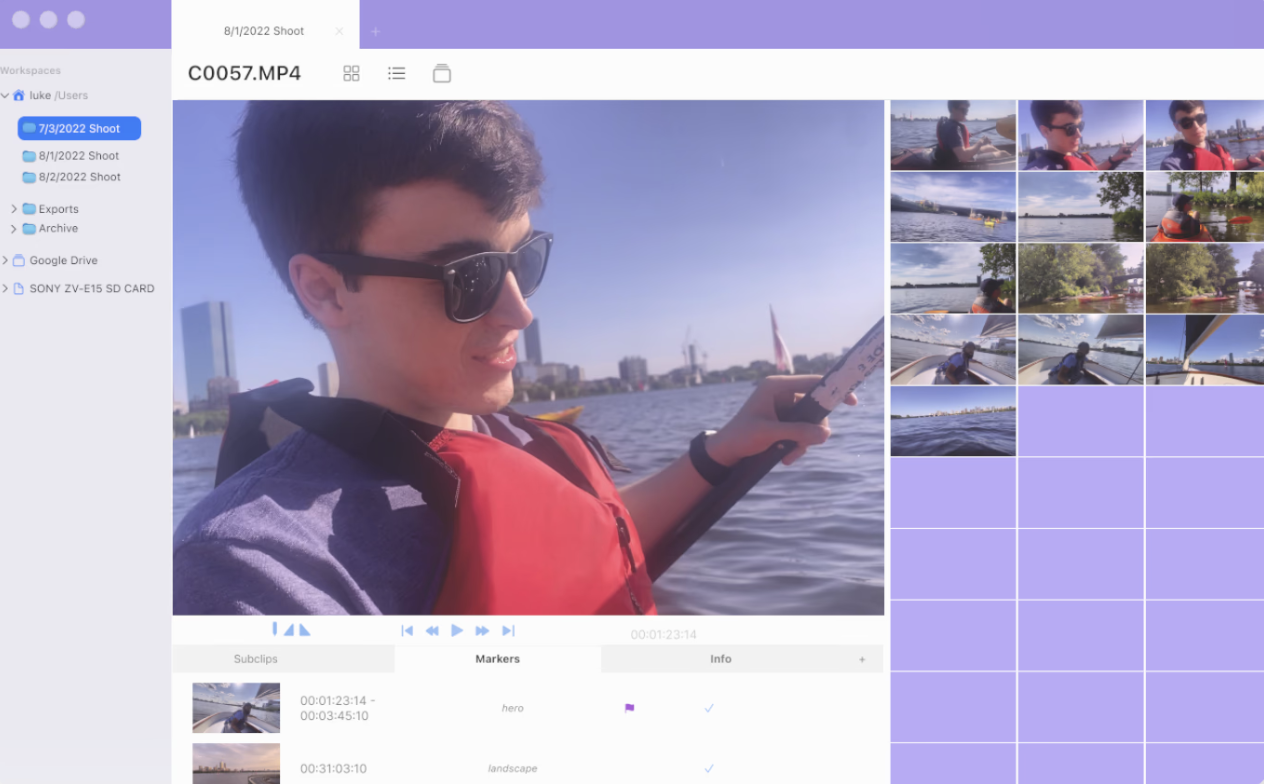 8/1/2022 Shoot
Workspaces
luke /Users
7/3/2022 Shoot
8/1/2022 Shoot
8/2/2022 Shoot
Exports
Archive
Google Drive
SONY ZV-E15 SD CARD
C0057.MP4
00:01:23:14
Subclips
Markers
Info
+
00:01:23:14 -
00:03:45:10
hero
00:31:03:10
landscape